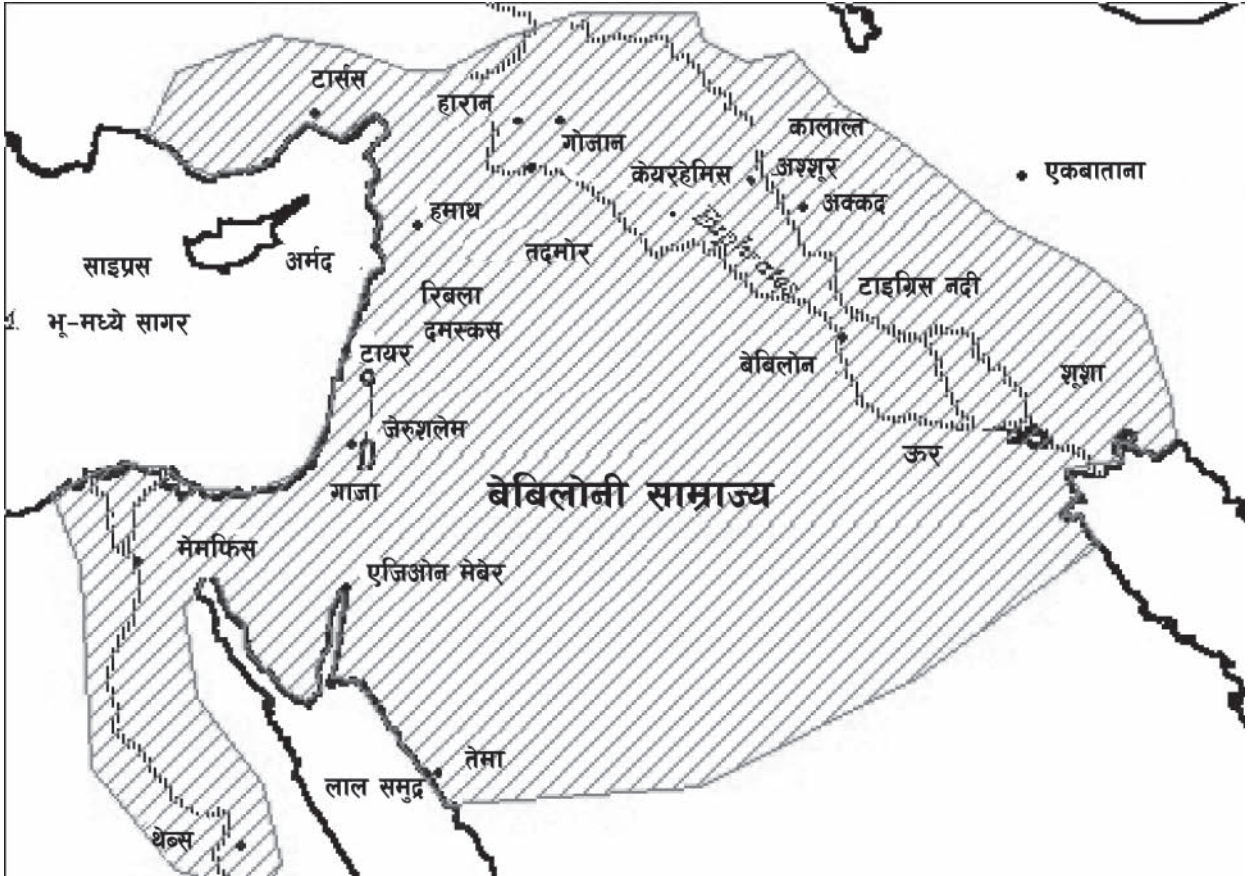 टार्सस
हारान
गोजान
कालाल्त
केयरहेमिस
अश्शूर
एकबाताना
अक्कद
हमाथ
Euphrates
तदमोर
साइप्रस
अर्मद
टाइग्रिस नदी
रिबला
भू-मध्ये सागर
दमस्कस
टायर
बेबिलोन
शूशा
जेरुशलेम
ऊर
गाजा
बेबिलोनी साम्राज्य
मेमफिस
एजिओन मेबेर
तेमा
लाल समुद्र
थेब्स